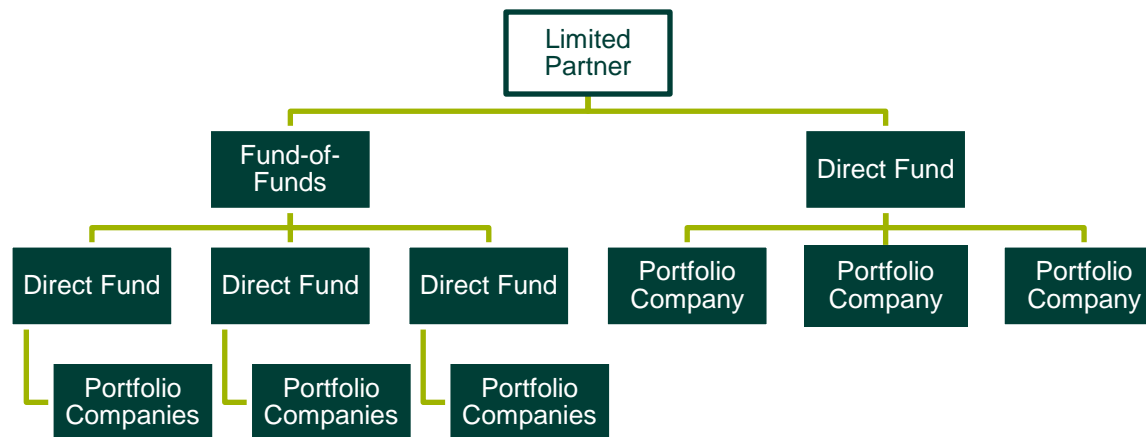 Limited
Partner
Fund-of-
Funds
Direct Fund
Direct Fund
Direct Fund
Direct Fund
Portfolio
Company
Portfolio
Company
Portfolio
Company
Portfolio
Companies
Portfolio
Companies
Portfolio
Companies